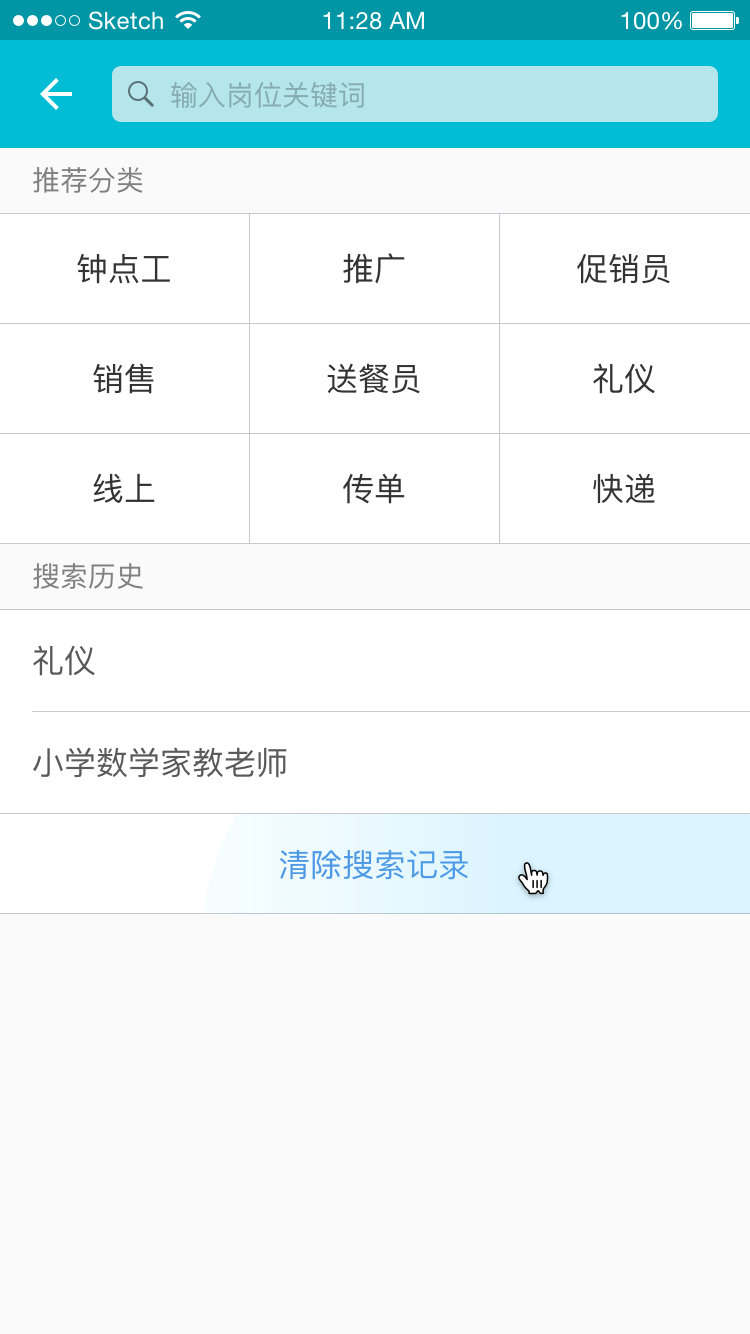 Sketch 11:28 AM 100%
输入岗位关键词
推荐分类
钟点工 推广 促销员
销售 送餐员 礼仪
线上 传单 快递
搜索历史
礼仪
小学数学家教老师
清除搜索记录